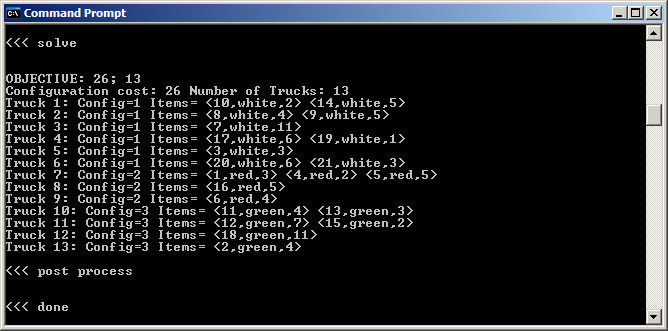 Command Prompt
<<< solve
OBJECTIVE: 26; 13
Configuration cost: 26 Number of Trucks: 13
Truck 1: Config=1 Items= <10,white,2> <14,white,5>
Truck 2: Config=1 Items= <8,white,4> <9,white,5>
Truck 3: Config=1 Items= <7,white,11>
Truck 4: Config=1 Items= <17,white,6> <19,white,1>
Truck 5: Config=1 Items= <3,white,3>
Truck 6: Config=1 Items= <20,white,6> <21,white,3>
Truck 7: Config=2 Items= <1,red,3> <4,red,2> <5,red,5>
Truck 8: Config=2 Items= <16,red,5>
Truck 9: Config=2 Items= <6,red,4>
Truck 10: Config=3 Items= <11,green,4> <13,green,3>
Truck 11: Config=3 Items= <12,green,7> <15,green,2>
Truck 12: Config=3 Items= <18,green,11>
Truck 13: Config=3 Items= <2,green,4>
<<< post process
<<< done